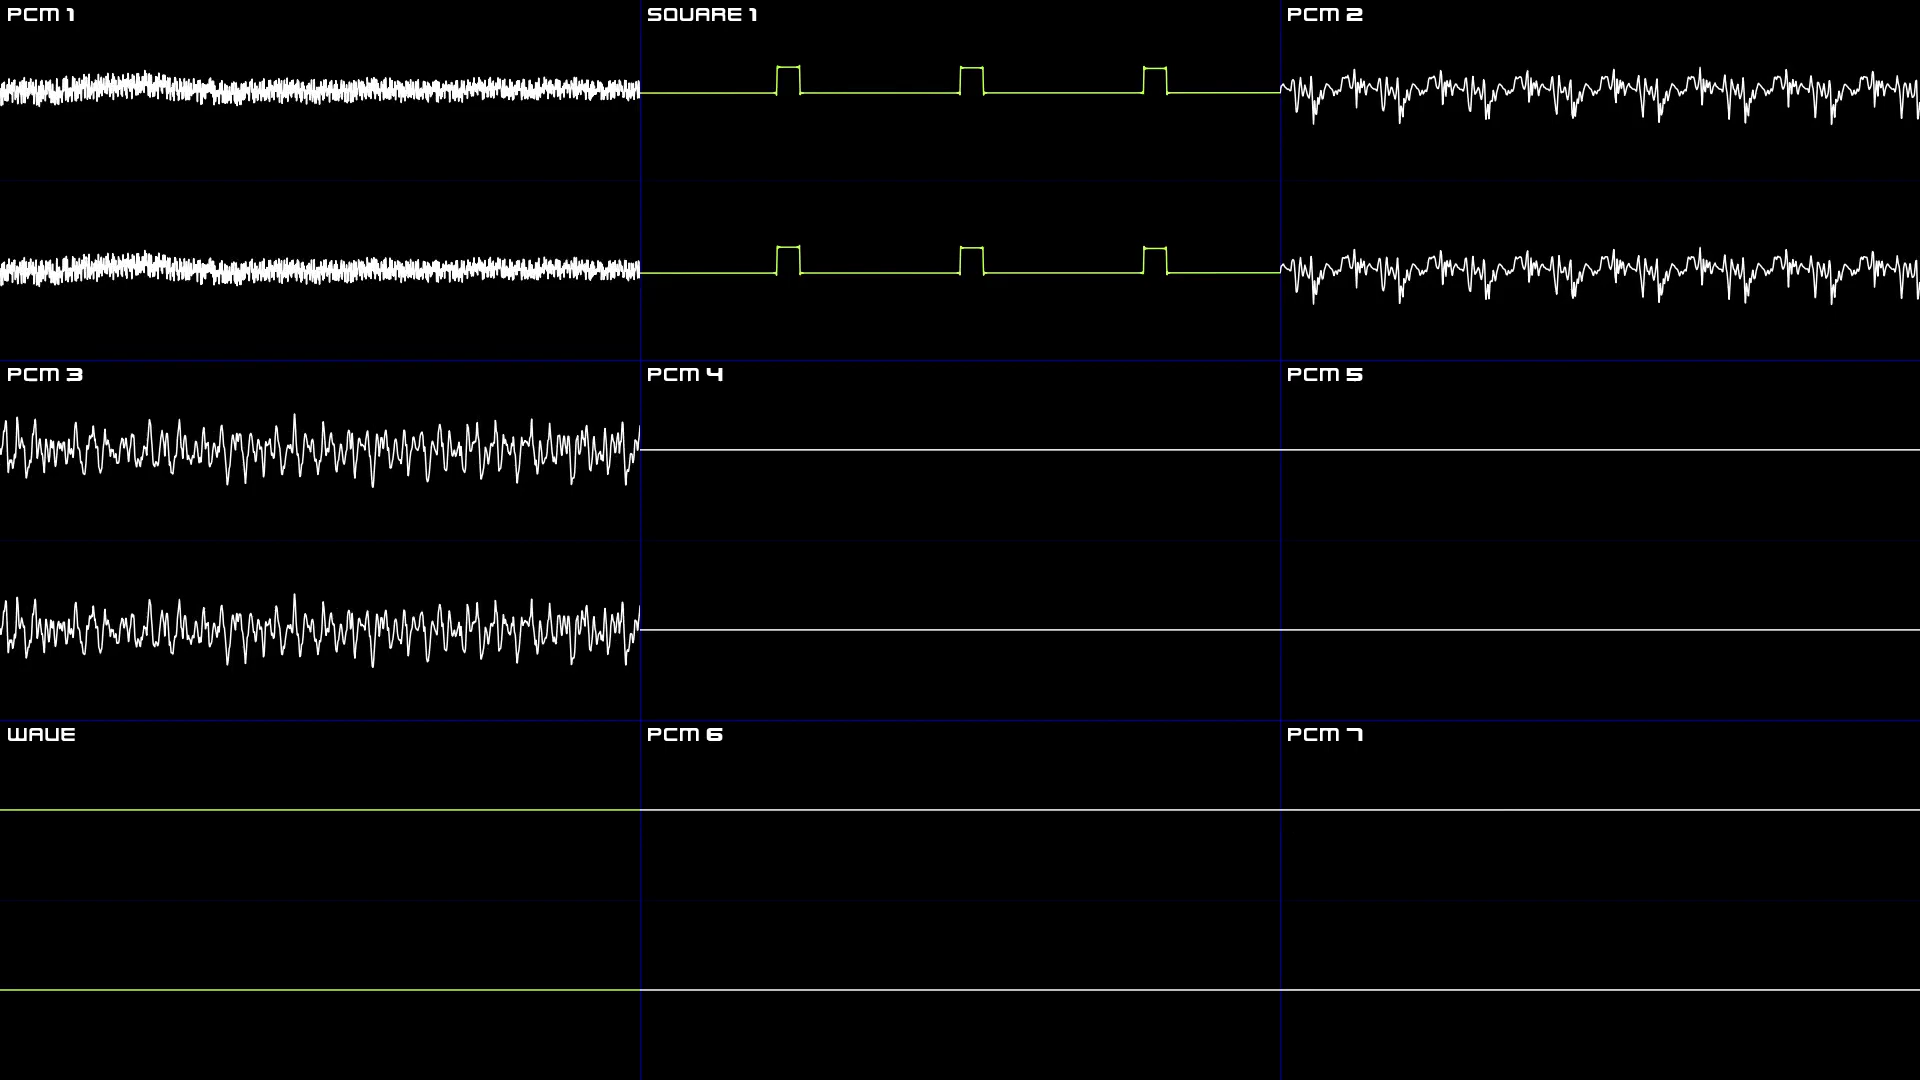 PCM 1
SQUARE 1
PCM 2
PCM 3
PCM 4
PCM 5
WAVE
PCM 6
PCM 7